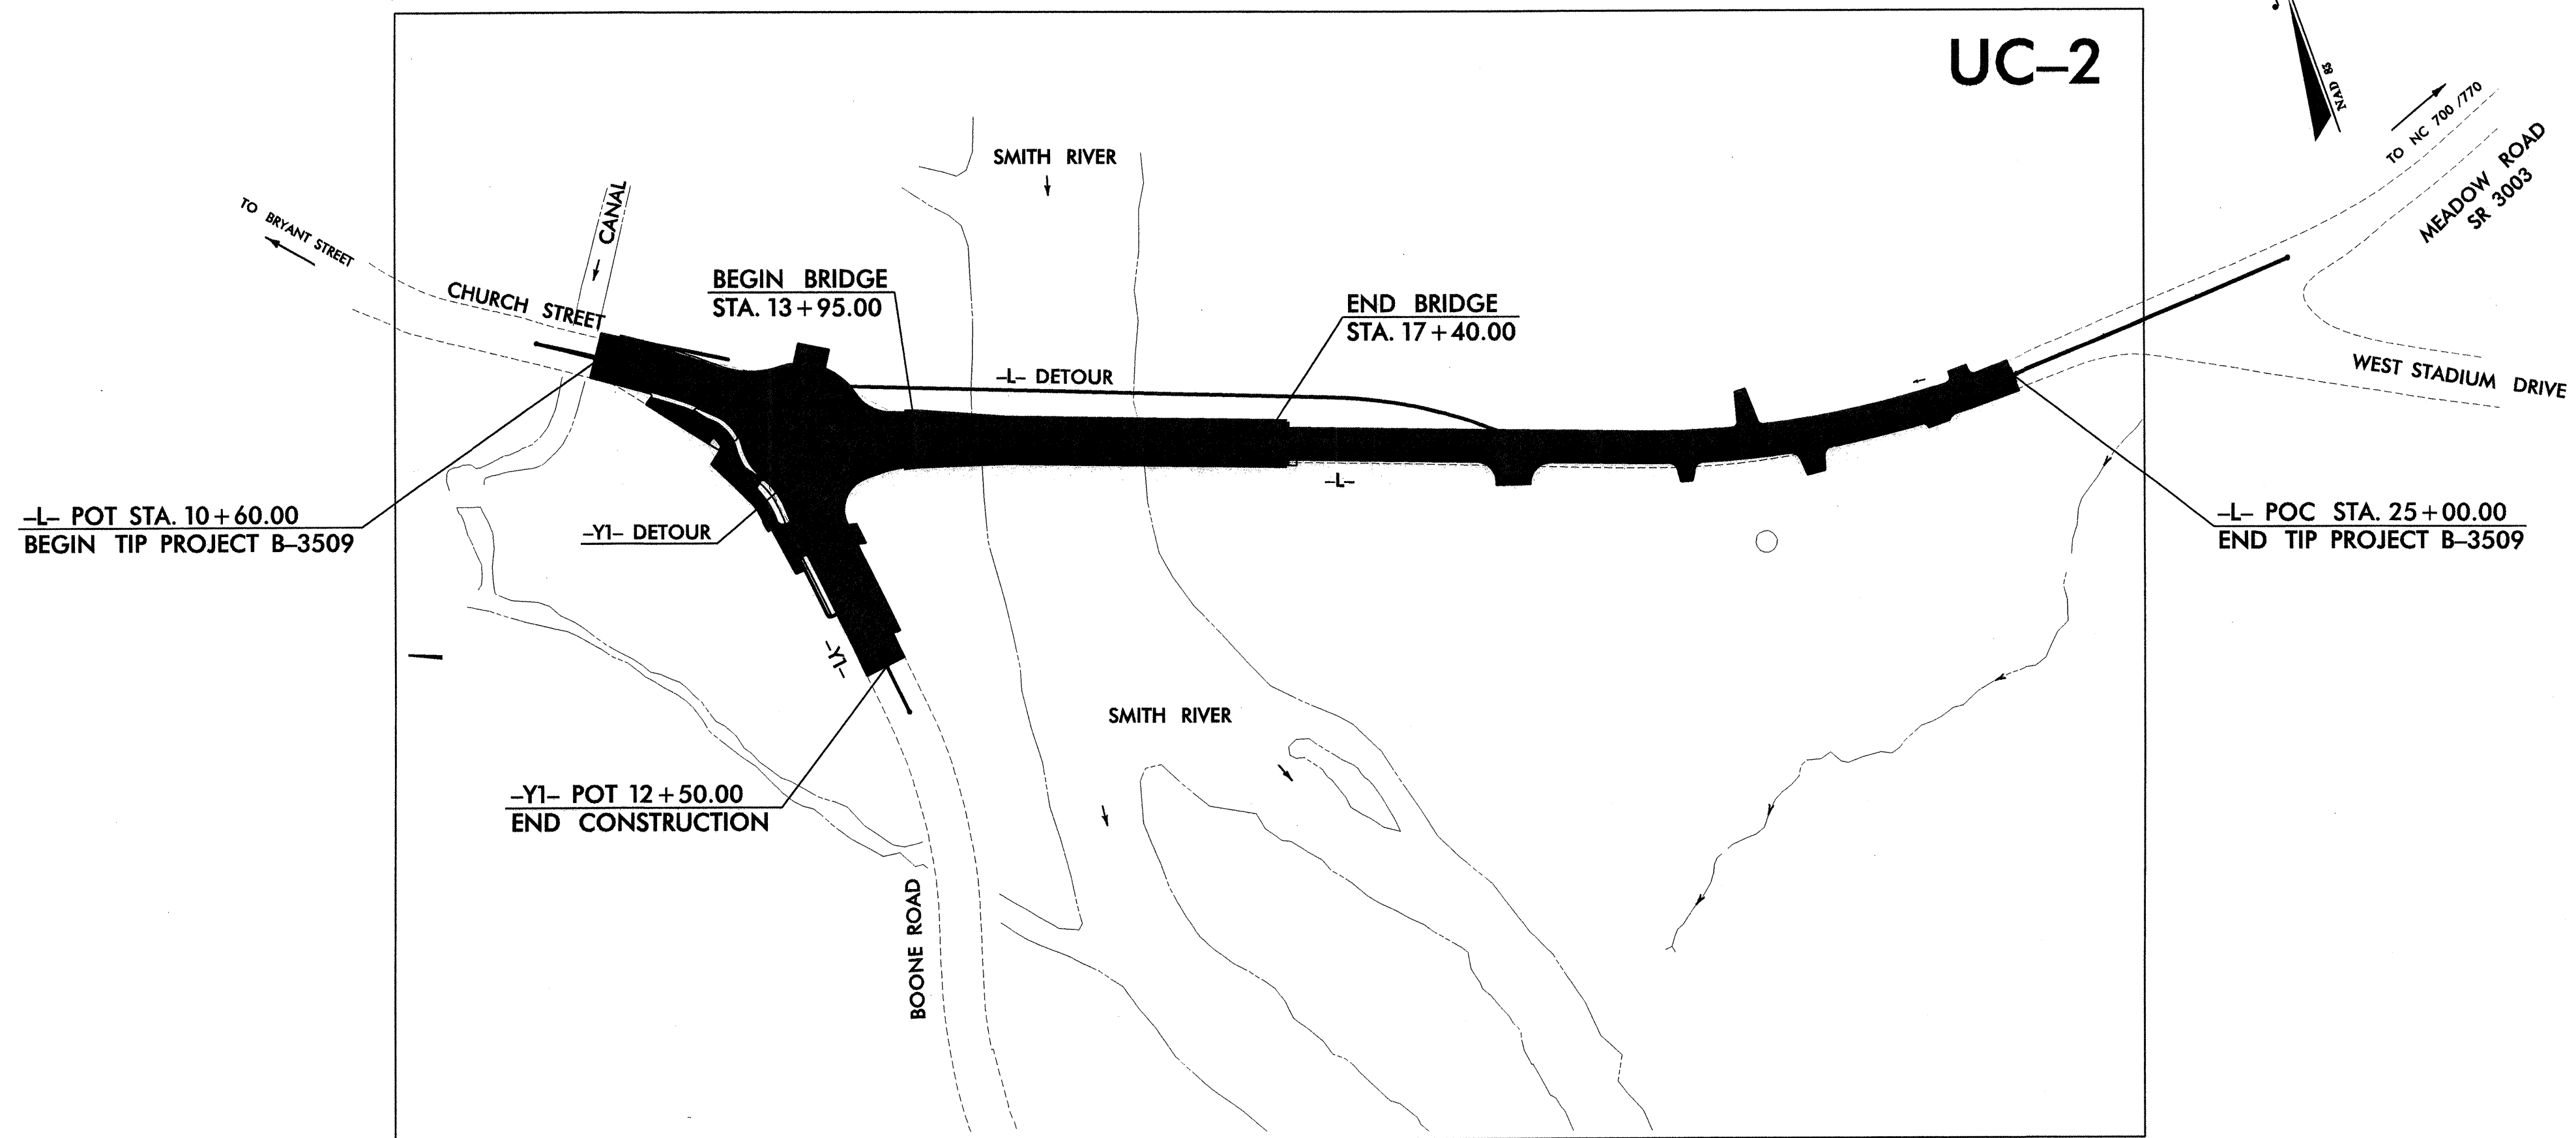 UC–2
NAD 83
TO NC 700 /770
MEADOW ROAD
SR 3003
SMITH RIVER
CANAL
TO BRYANT STREET
CHURCH STREET
BEGIN BRIDGE
STA. 13+95.00
END BRIDGE
STA. 17+40.00
–L– DETOUR
WEST STADIUM DRIVE
–L–
–L– POT STA. 10+60.00
BEGIN TIP PROJECT B–3509
–Y1– DETOUR
–L– POC STA. 25+00.00
END TIP PROJECT B–3509
–Y1–
SMITH RIVER
–Y1– POT 12+50.00
END CONSTRUCTION
BOONE ROAD